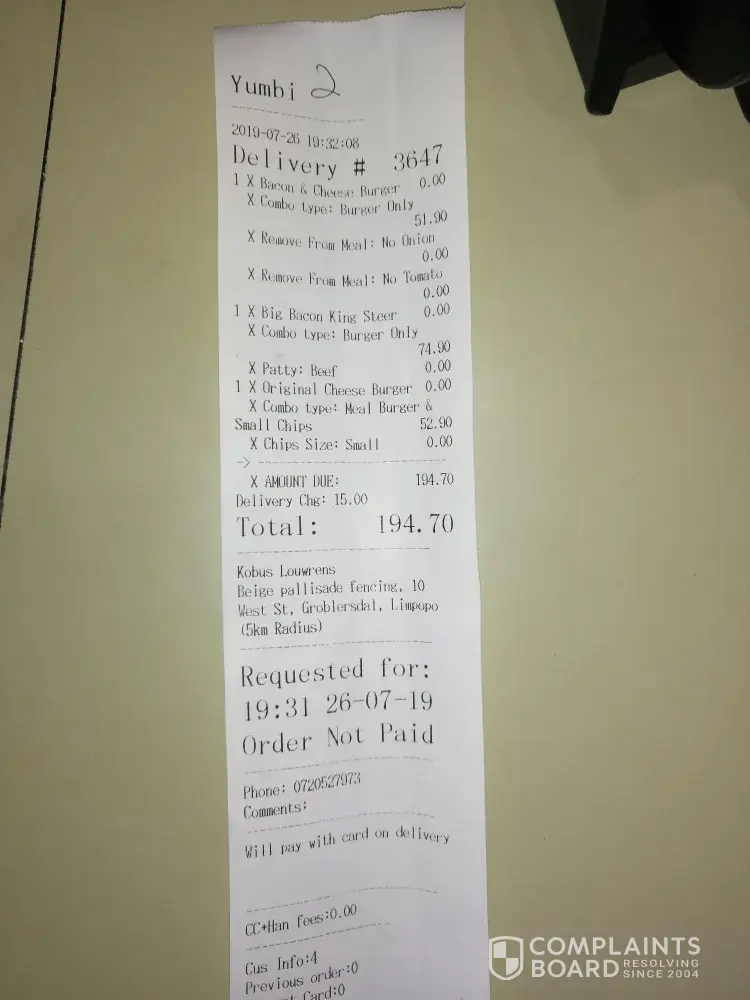 Yumbi 2
2019-07-26 19:32:08
Delivery # 3647
1 X Bacon & Cheese Burger 0.00
X Combo type: Burger Only
51.90
X Remove From Meal: No Onion
0.00
X Remove From Meal: No Tomato
0.00
1 X Big Bacon King Steer 0.00
X Combo type: Burger Only
74.90
X Patty: Beef 0.00
1 X Original Cheese Burger 0.00
X Combo type: Meal Burger &
Small Chips 52.90
X Chips Size: Small 0.00
->
X AMOUNT DUE: 194.70
Delivery Chg: 15.00
Total: 194.70
Kobus Louwrens
Beige pallisade fencing, 10
West St, Groblersdal, Limpopo
(5km Radius)
Requested for:
19:31 26-07-19
Order Not Paid
Phone: 0720527973
Comments:
Will pay with card on delivery
CC+Han fees:0.00
Cus Info:4
Previous order:0
Card:0
COMPLAINTS
BOARD RESOLVING
SINCE 2004